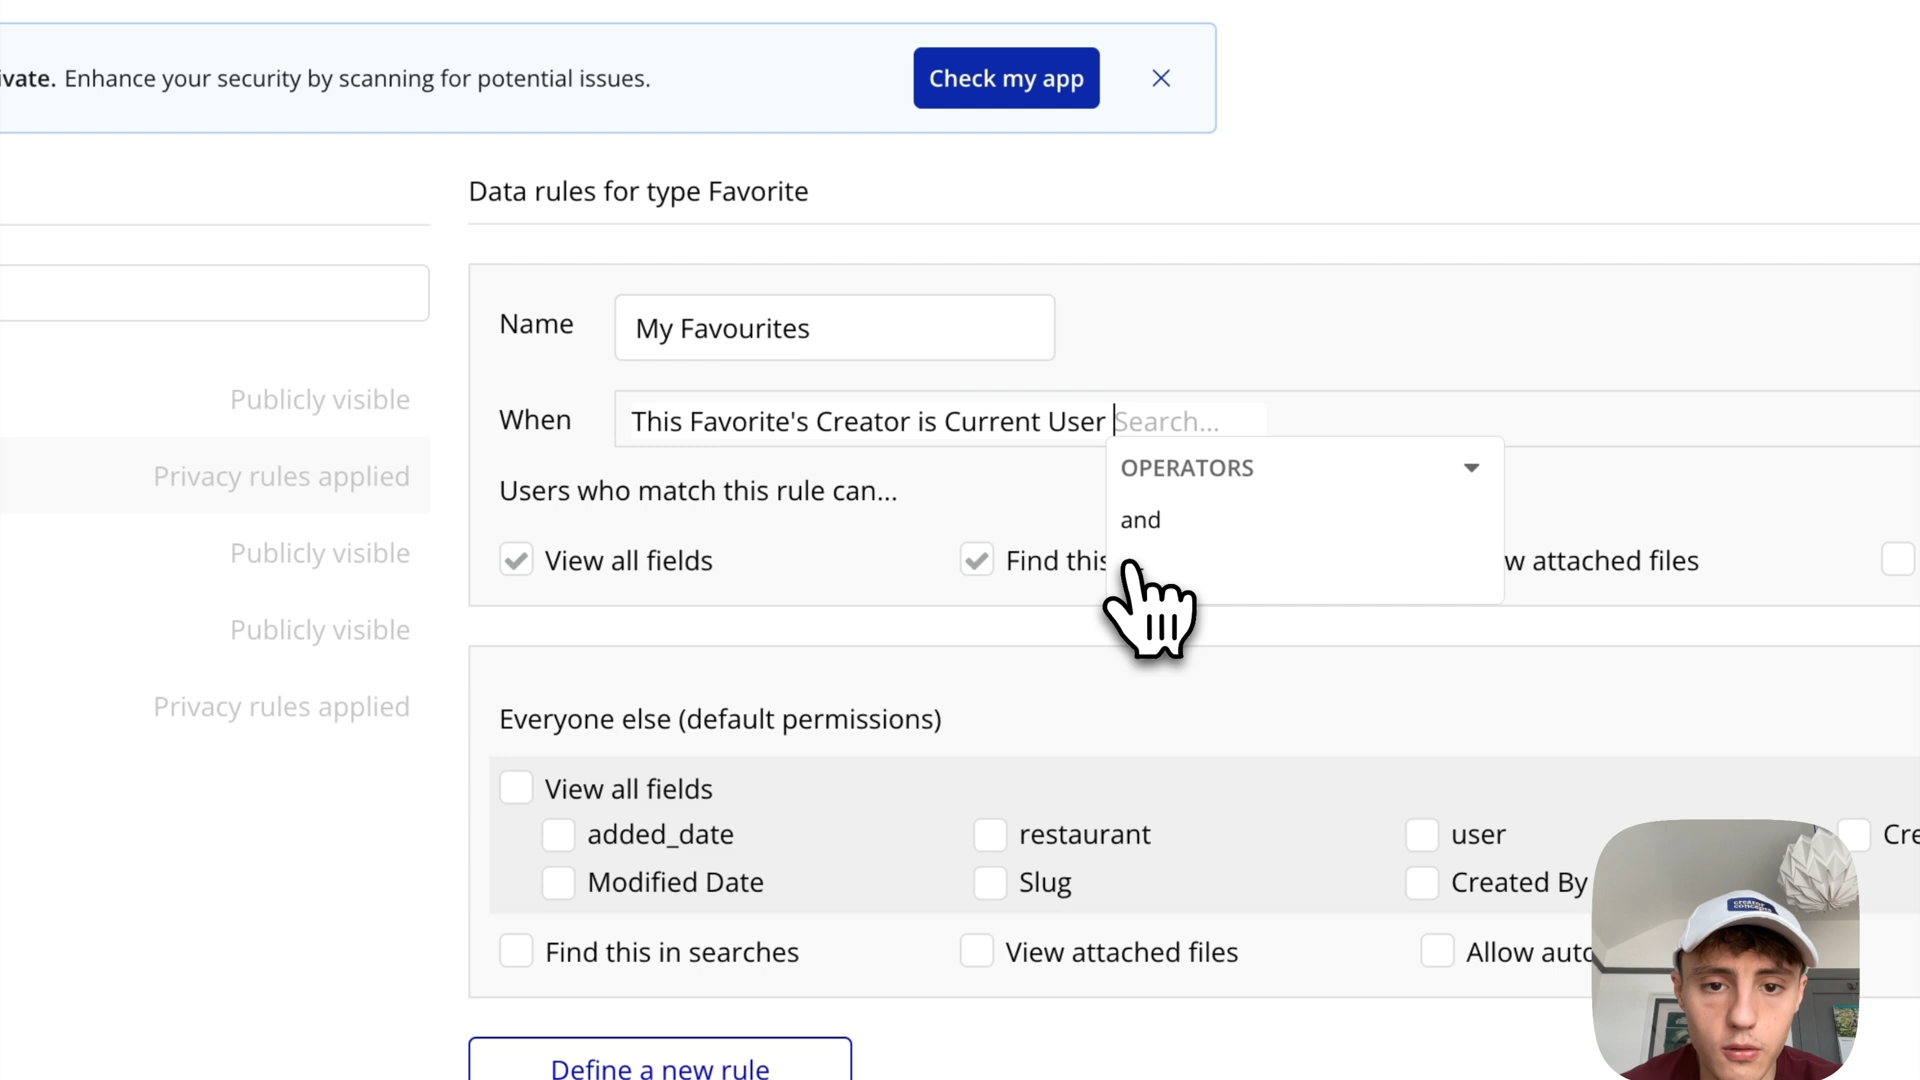 ivate. Enhance your security by scanning for potential issues.
Check my app
Data rules for type Favorite
Name
My Favourites
When
This Favorite's Creator is Current User Search...
OPERATORS
and
Users who match this rule can...
View all fields
Find this
w attached files
Publicly visible
Privacy rules applied
Publicly visible
Publicly visible
Privacy rules applied
Everyone else (default permissions)
View all fields
added_date
restaurant
user
Cre
Modified Date
Slug
Created By
Find this in searches
View attached files
Allow auto
Define a new rule
creator
concepts